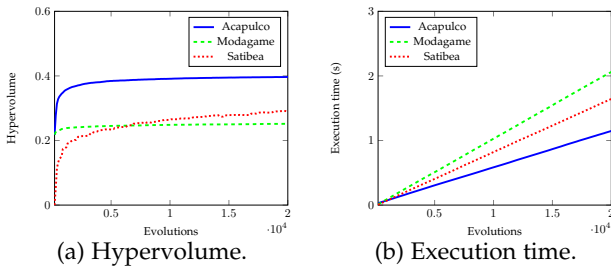 0.6
0.4
0.2
0
Hypervolume
Acapulco
Modagame
Satibea
0.5
1
1.5
2
·10⁴
Evolutions
(a) Hypervolume.
3
2
1
0
Execution time (s)
Acapulco
Modagame
Satibea
0.5
1
1.5
2
·10⁴
Evolutions
(b) Execution time.